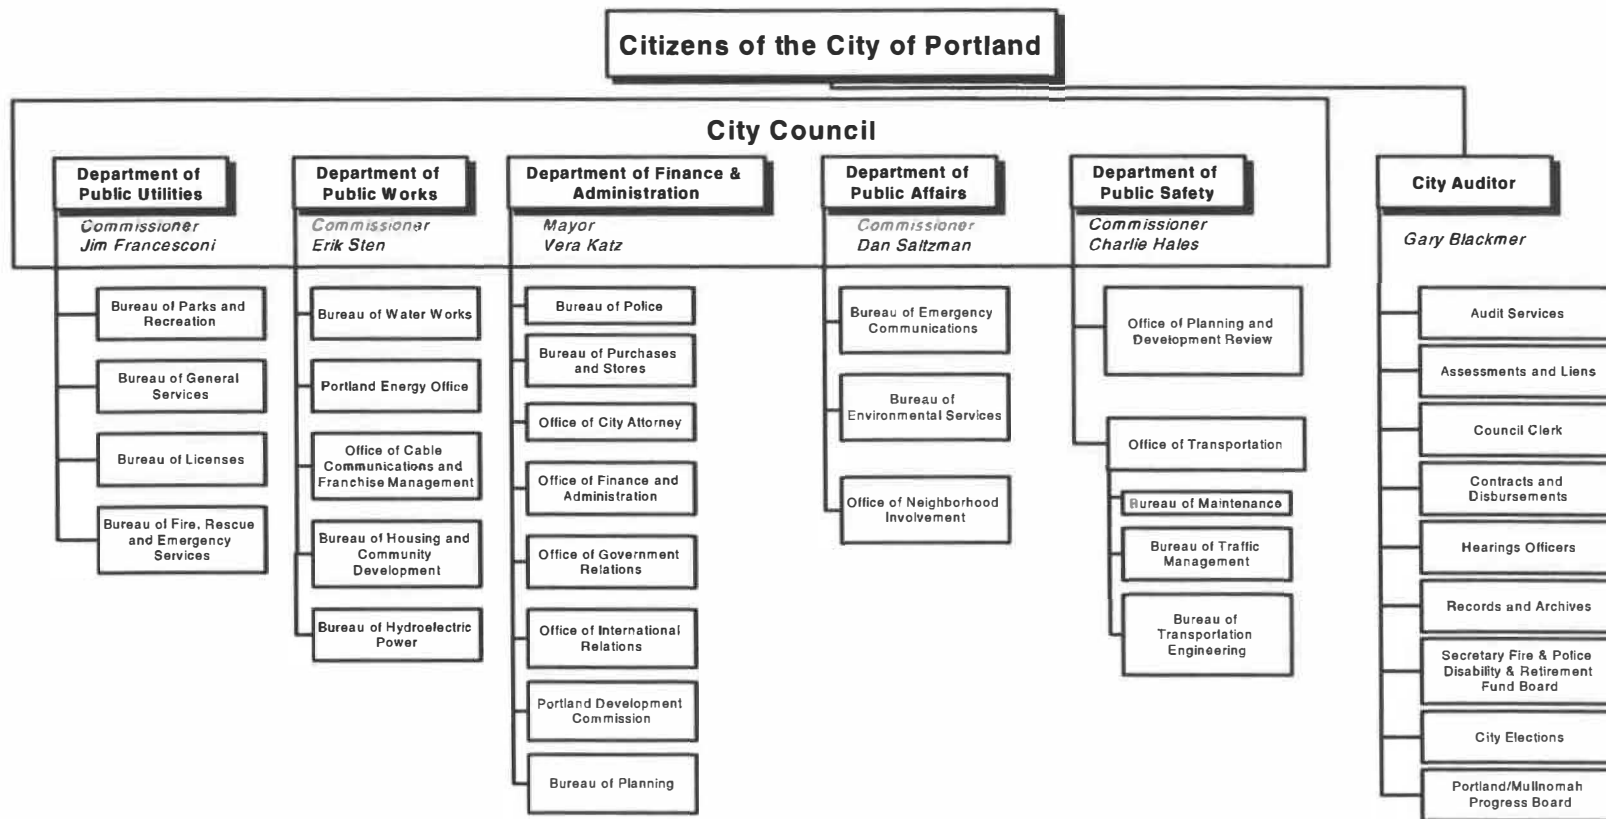 Citizens of the City of Portland
City Council
Department of
Public Utilities
Commissioner
Jim Francesconi
Bureau of Parks and
Recreation
Bureau of General
Services
Bureau of Licenses
Bureau of Fire, Rescue
and Emergency
Services
Department of
Public Works
Commissioner
Erik Sten
Bureau of Water Works
Portland Energy Office
Office of Cable
Communications and
Franchise Management
Bureau of Housing and
Community
Development
Bureau of Hydroelectric
Power
Department of Finance &
Administration
Mayor
Vera Katz
Bureau of Police
Bureau of Purchases
and Stores
Office of City Attorney
Office of Finance and
Administration
Office of Government
Relations
Office of International
Relations
Portland Development
Commission
Bureau of Planning
Department of
Public Affairs
Commissioner
Dan Saltzman
Bureau of Emergency
Communications
Bureau of
Environmental Services
Office of Neighborhood
Involvement
Department of
Public Safety
Commissioner
Charlie Hales
Office of Planning and
Development Review
Office of Transportation
Bureau of Maintenance
Bureau of Traffic
Management
Bureau of
Transportation
Engineering
City Auditor
Gary Blackmer
Audit Services
Assessments and Liens
Council Clerk
Contracts and
Disbursements
Hearings Officers
Records and Archives
Secretary Fire & Police
Disability & Retirement
Fund Board
City Elections
Portland/Mullnomah
Progress Board